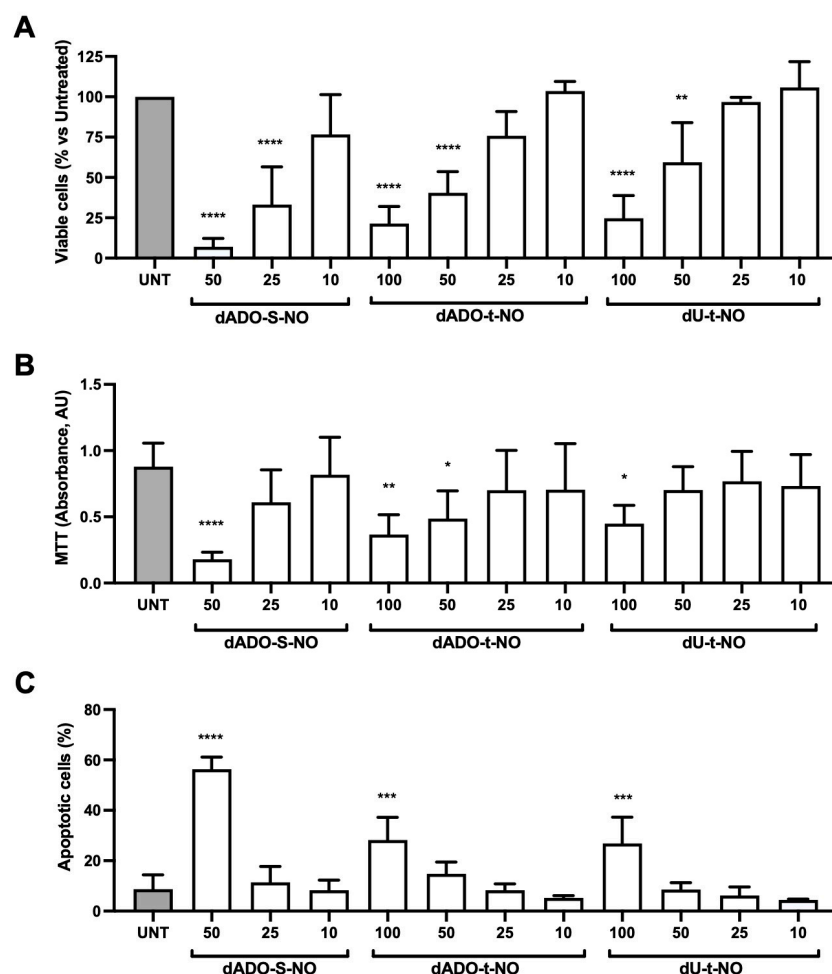 A
Viable cells (% vs Untreated)
125
100
75
50
25
0
****
****
****
****
****
**
UNT 50 25 10 100 50 25 10 100 50 25 10
dADO-S-NO dADO-t-NO dU-t-NO
B
MTT (Absorbance, AU)
1.5
1.0
0.5
0.0
****
**
*
*
UNT 50 25 10 100 50 25 10 100 50 25 10
dADO-S-NO dADO-t-NO dU-t-NO
C
Apoptotic cells (%)
80
60
40
20
0
****
***
***
UNT 50 25 10 100 50 25 10 100 50 25 10
dADO-S-NO dADO-t-NO dU-t-NO